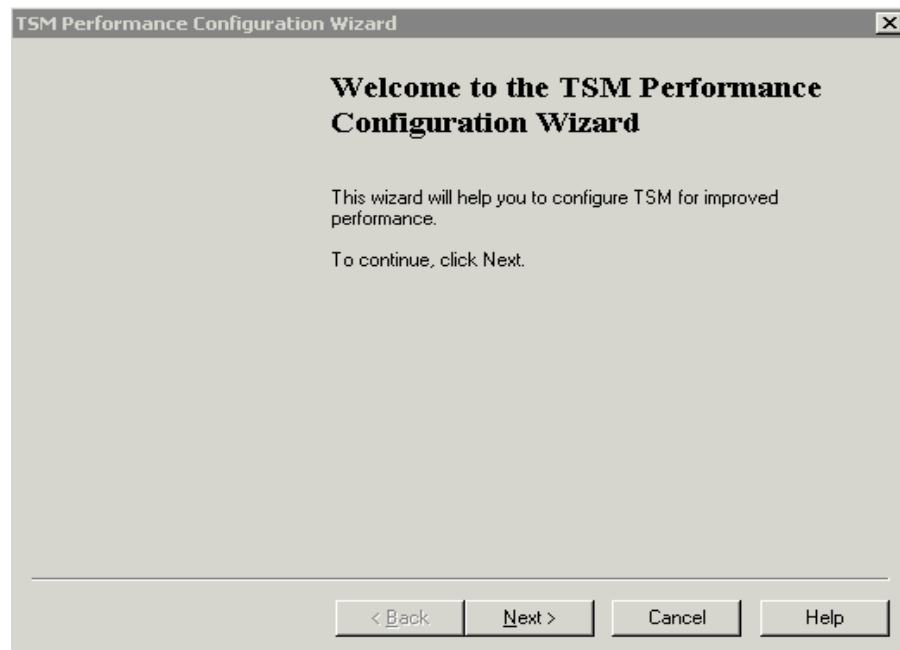 TSM Performance Configuration Wizard
Welcome to the TSM Performance
Configuration Wizard
This wizard will help you to configure TSM for improved
performance.
To continue, click Next.
< Back
Next >
Cancel
Help